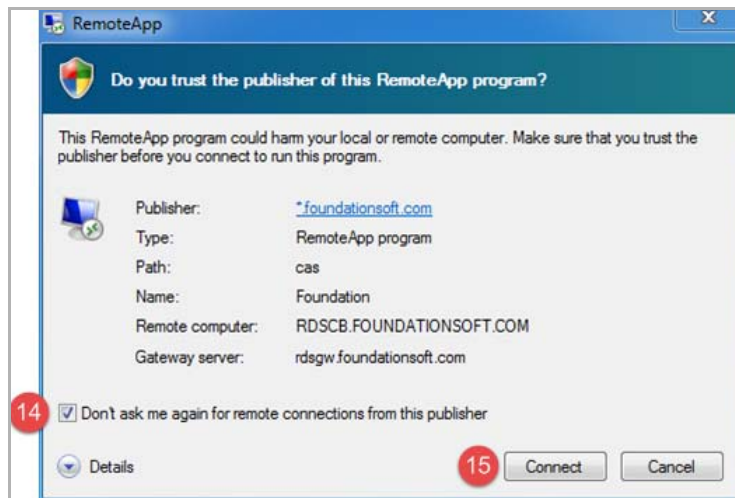 RemoteApp
X
Do you trust the publisher of this RemoteApp program?
This RemoteApp program could harm your local or remote computer. Make sure that you trust the
publisher before you connect to run this program.
Publisher: *.foundationsoft.com
Type: RemoteApp program
Path: cas
Name: Foundation
Remote computer: RDSCB.FOUNDATIONSOFT.COM
Gateway server: rdsgw.foundationsoft.com
14 Don't ask me again for remote connections from this publisher
Details 15 Connect Cancel